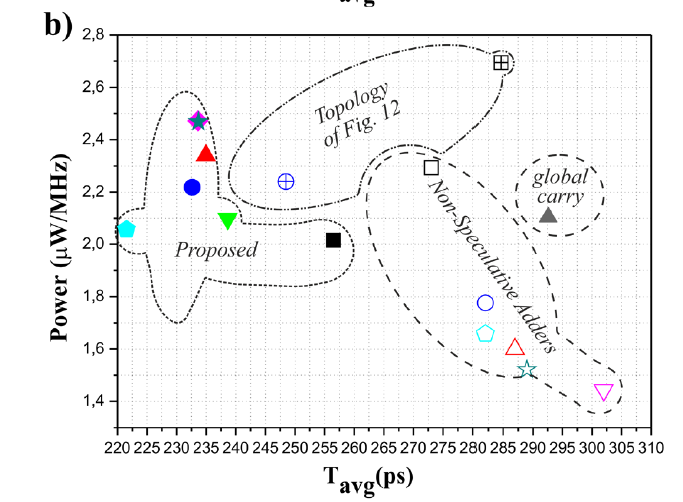 avg
b)
2,8
2,6
2,4
2,2
2,0
1,8
1,6
1,4
Power (μW/MHz)
Topology
of Fig. 12
global
carry
Non-Speculative Adders
Proposed
220 225 230 235 240 245 250 255 260 265 270 275 280 285 290 295 300 305 310
Tavg(ps)